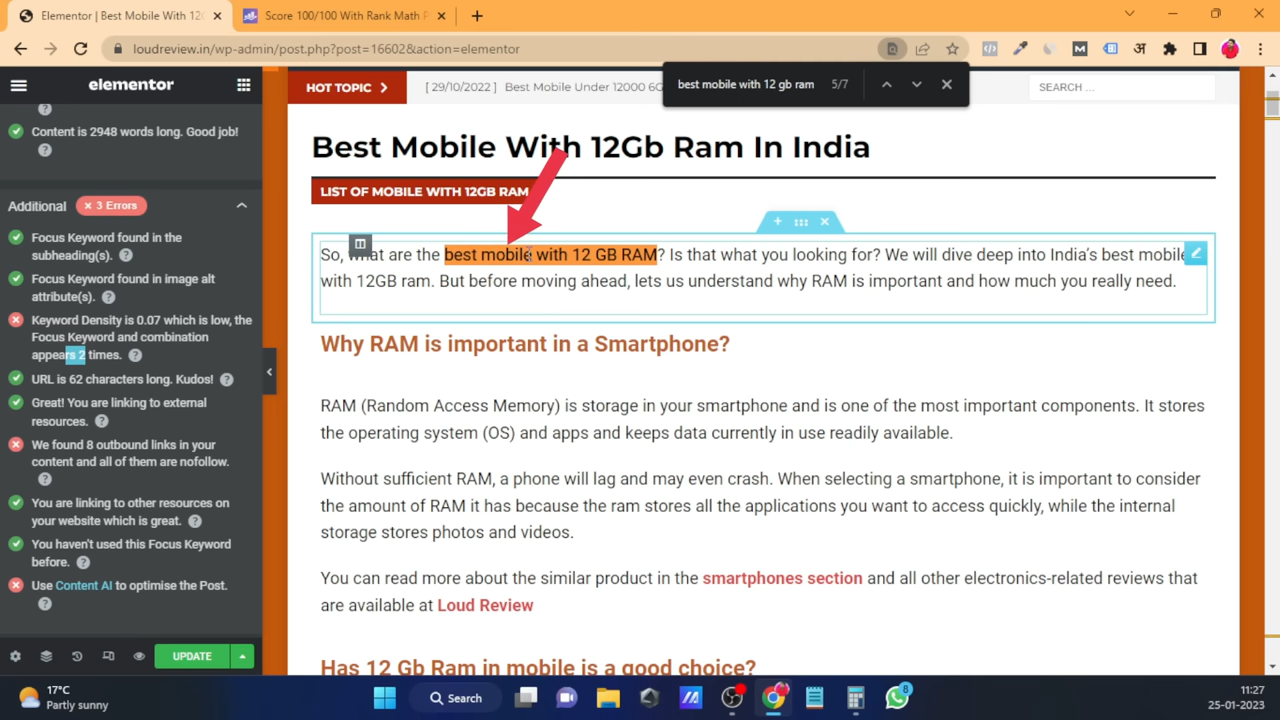 Elementor | Best Mobile With 12G
Score 100/100 With Rank Math P
loudreview.in/wp-admin/post.php?post=16602&action=elementor
elementor
HOT TOPIC
[ 29/10/2022 ] Best Mobile Under 12000 6G
best mobile with 12 gb ram 5/7
SEARCH ...
Content is 2948 words long. Good job!
Additional
3 Errors
Focus Keyword found in the
subheading(s).
Focus Keyword found in image alt
attribute(s).
Keyword Density is 0.07 which is low, the
Focus Keyword and combination
appears 2 times.
URL is 62 characters long. Kudos!
Great! You are linking to external
resources.
We found 8 outbound links in your
content and all of them are nofollow.
You are linking to other resources on
your website which is great.
You haven't used this Focus Keyword
before.
Use Content AI to optimise the Post.
UPDATE
Best Mobile With 12Gb Ram In India
LIST OF MOBILE WITH 12GB RAM
So, what are the best mobile with 12 GB RAM? Is that what you looking for? We will dive deep into India's best mobile
with 12GB ram. But before moving ahead, lets us understand why RAM is important and how much you really need.
Why RAM is important in a Smartphone?
RAM (Random Access Memory) is storage in your smartphone and is one of the most important components. It stores
the operating system (OS) and apps and keeps data currently in use readily available.
Without sufficient RAM, a phone will lag and may even crash. When selecting a smartphone, it is important to consider
the amount of RAM it has because the ram stores all the applications you want to access quickly, while the internal
storage stores photos and videos.
You can read more about the similar product in the smartphones section and all other electronics-related reviews that
are available at Loud Review
Has 12 Gb Ram in mobile is a good choice?
17°C
Partly sunny
Search
8
11:27
25-01-2023